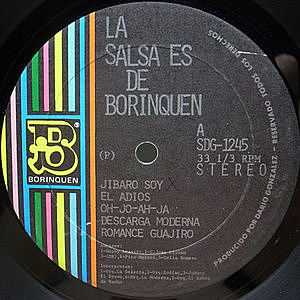 LA
SALSA ES
DE
BORINQUEN
BORINQUEN
(P)
A
SDG-1245
33 1/3 RPM
STEREO
JIBARO SOY
EL ADIOS
OH-JO-AH-JA
DESCARGA MODERNA
ROMANCE GUAJIRO
PRODUCIDO POR DARIO GONZALEZ - RESERVADO TODOS LOS DERECHOS